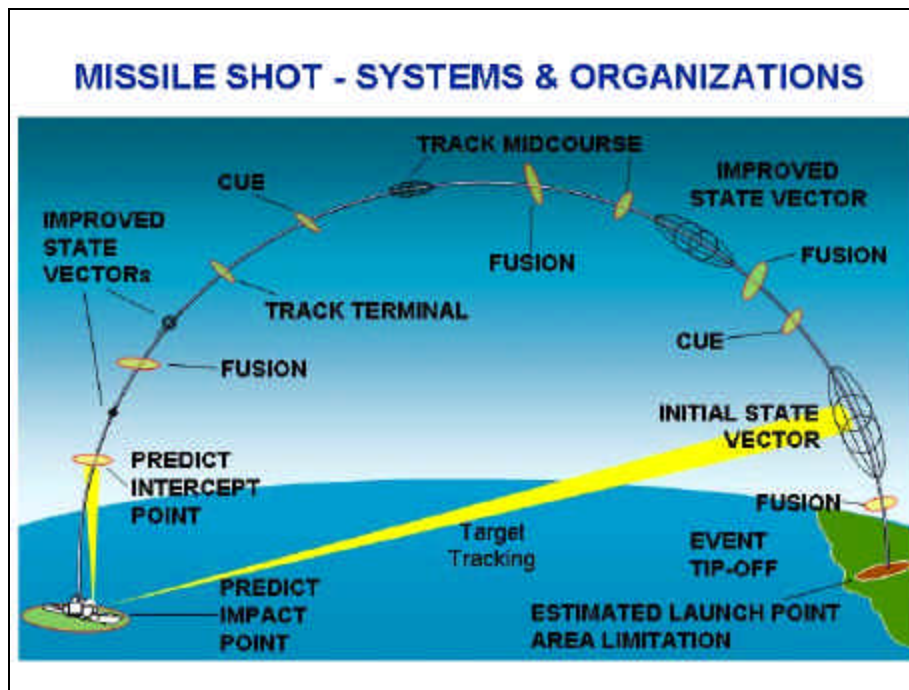 MISSILE SHOT - SYSTEMS & ORGANIZATIONS
TRACK MIDCOURSE
CUE
IMPROVED
STATE VECTOR
IMPROVED
STATE
VECTORs
FUSION
FUSION
TRACK TERMINAL
CUE
FUSION
INITIAL STATE
VECTOR
PREDICT
INTERCEPT
POINT
FUSION
Target
Tracking
EVENT
TIP-OFF
PREDICT
IMPACT
POINT
ESTIMATED LAUNCH POINT
AREA LIMITATION